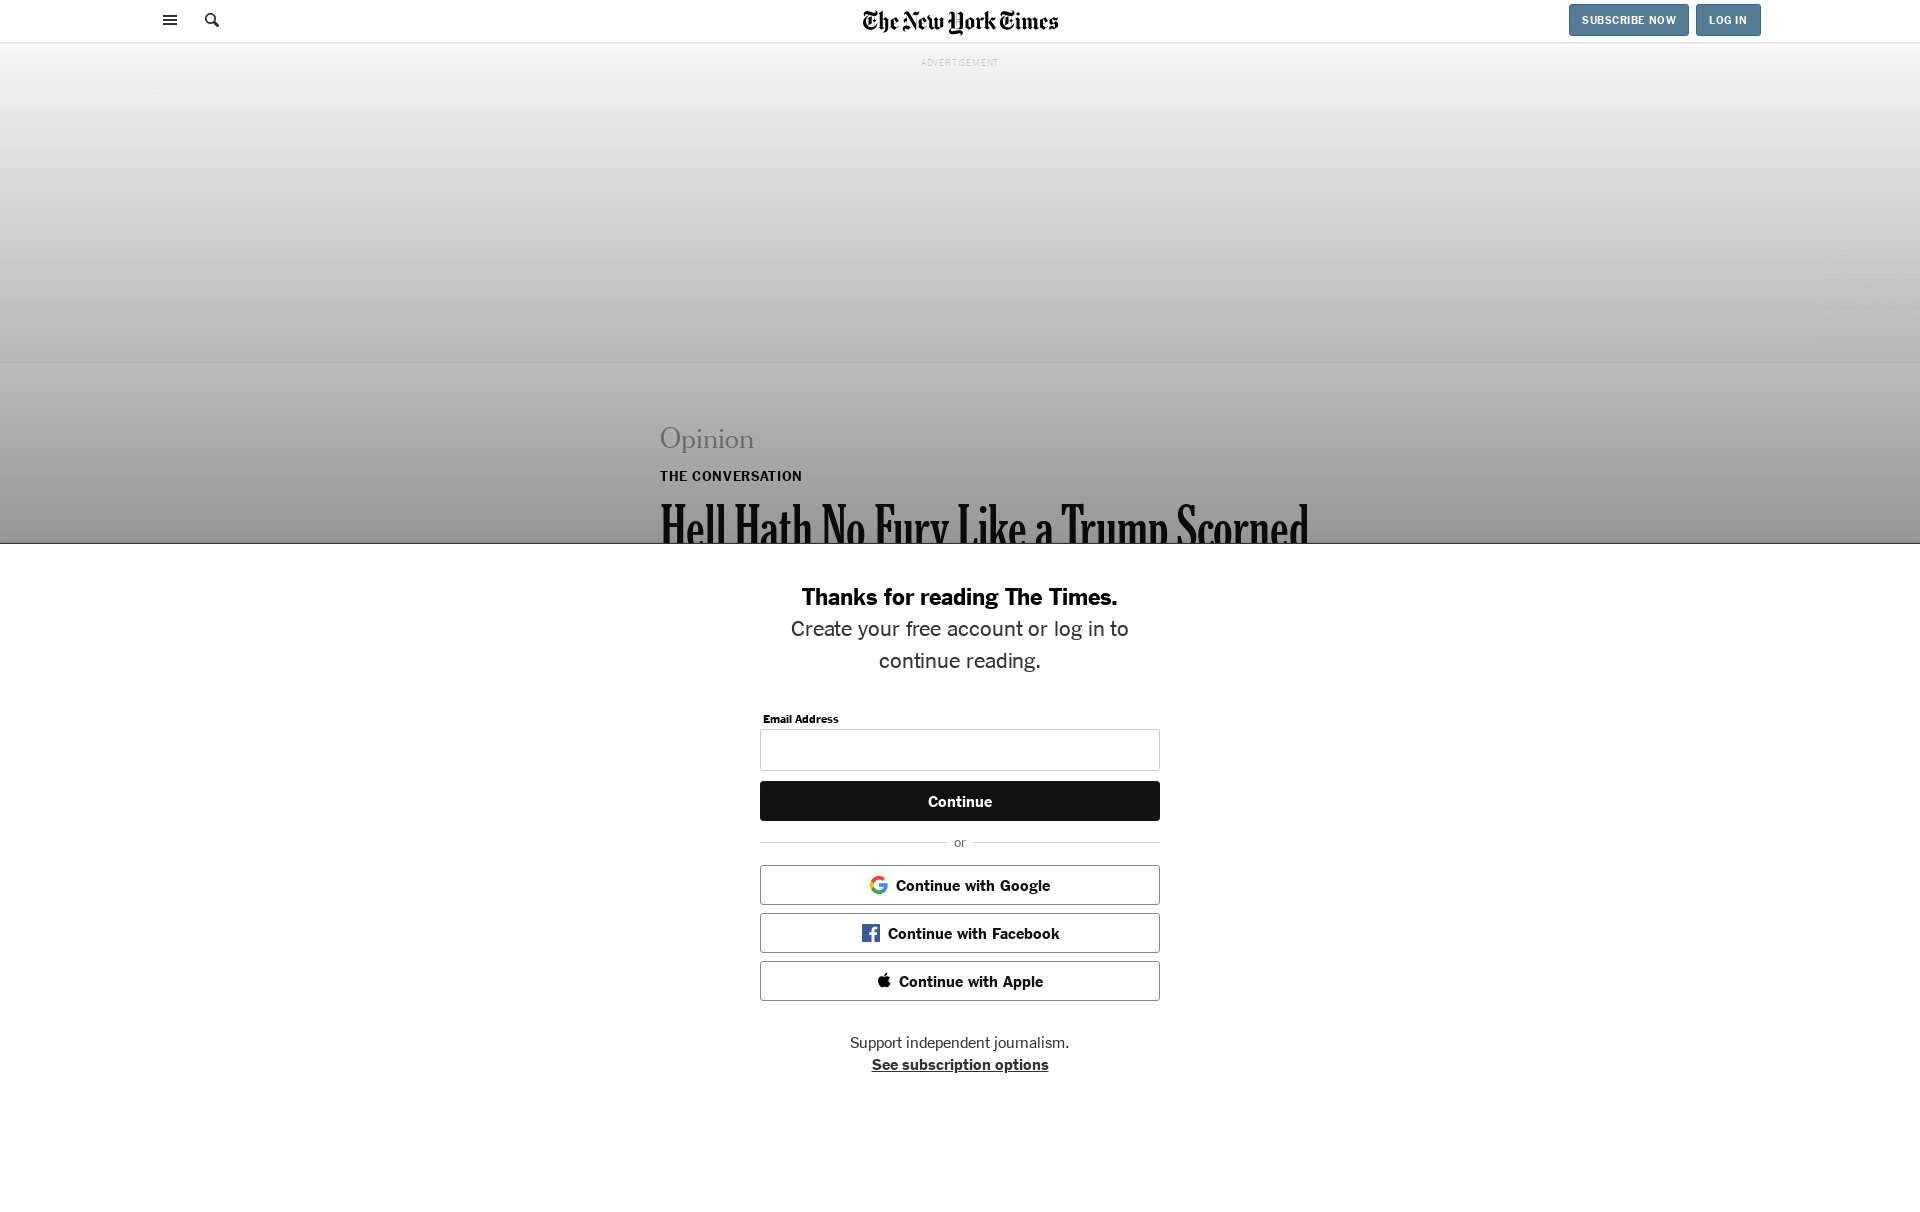 The New York Times
SUBSCRIBE NOW
LOG IN
ADVERTISEMENT
Opinion
THE CONVERSATION
Hell Hath No Fury Like a Trump Scorned
Thanks for reading The Times.
Create your free account or log in to
continue reading.
Email Address
Continue
or
Continue with Google
Continue with Facebook
Continue with Apple
Support independent journalism.
See subscription options